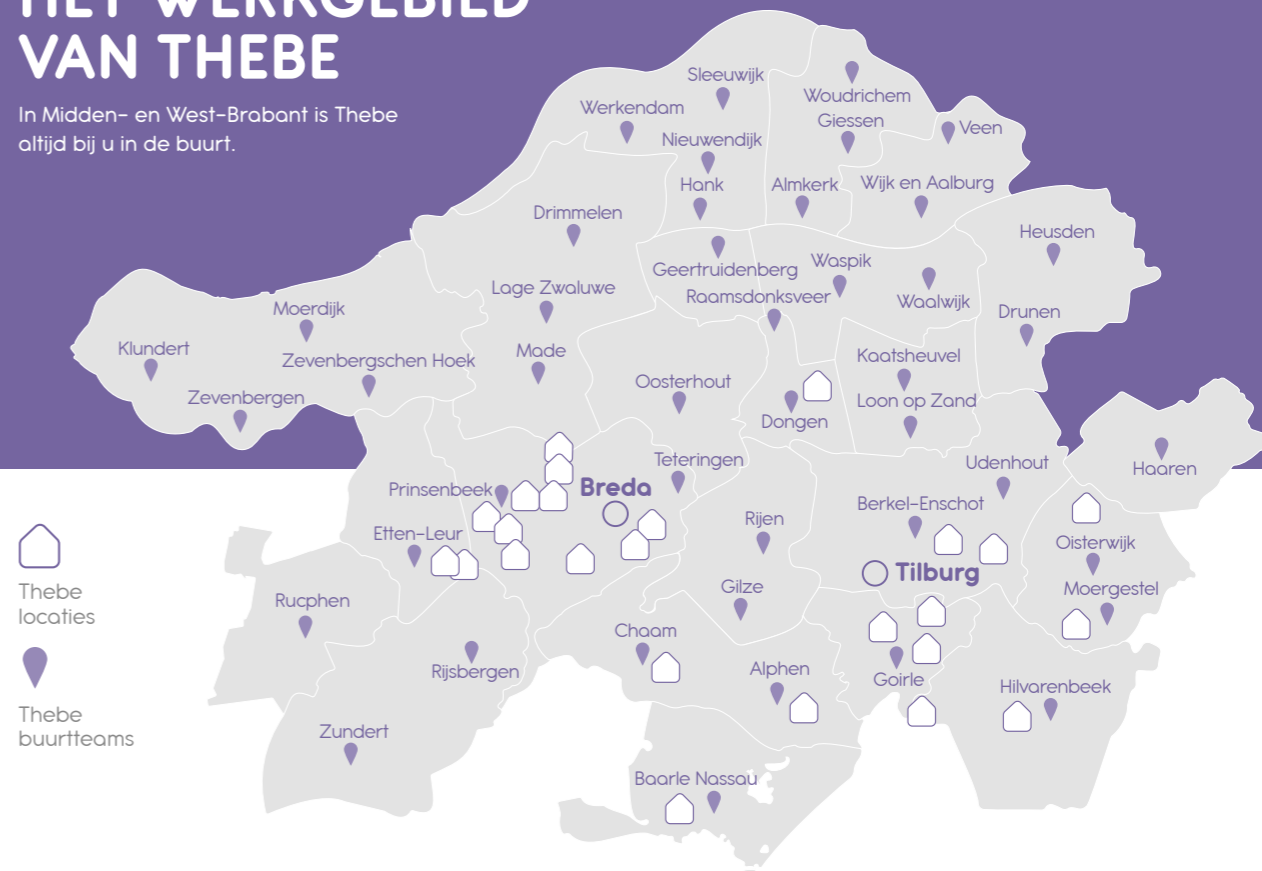 HET WERKGEBIED
VAN THEBE
In Midden- en West-Brabant is Thebe
altijd bij u in de buurt.
Sleeuwijk
Woudrichem
Werkendam
Giessen
Veen
Nieuwendijk
Hank
Almkerk
Wijk en Aalburg
Drimmelen
Heusden
Geertruidenberg
Waspik
Lage Zwaluwe
Raamsdonksveer
Waalwijk
Moerdijk
Drunen
Klundert
Zevenbergschen Hoek
Made
Kaatsheuvel
Oosterhout
Zevenbergen
Loon op Zand
Dongen
Teteringen
Udenhout
Haaren
Prinsenbeek
Breda
Berkel-Enschot
Rijen
Etten-Leur
Oisterwijk
Tilburg
Thebe
locaties
Gilze
Moergestel
Rucphen
Chaam
Rijsbergen
Alphen
Goirle
Hilvarenbeek
Thebe
buurtteams
Zundert
Baarle Nassau